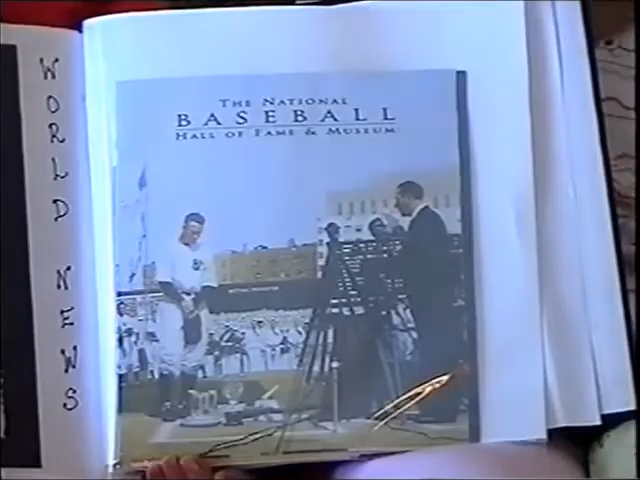 WORLD NEWS
THE NATIONAL
BASEBALL
HALL OF FAME & MUSEUM